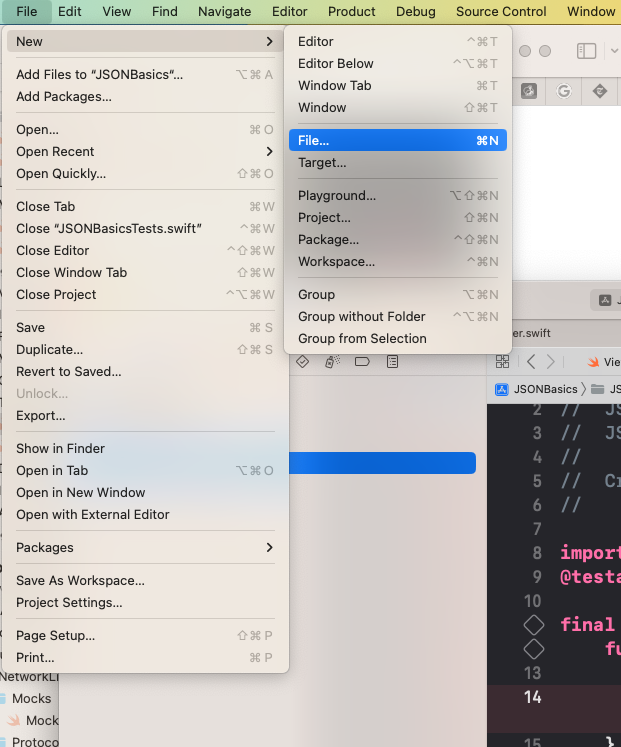 File Edit View Find Navigate Editor Product Debug Source Control Window
New
Add Files to “JSONBasics”... ⌥⌘A
Add Packages...
Open... ⌘O
Open Recent
Open Quickly... ⇧⌘O
Close Tab ⌘W
Close “JSONBasicsTests.swift” ^⌘W
Close Editor ^⇧⌘W
Close Window Tab ⇧⌘W
Close Project ^⌥⌘W
Save ⌘S
Duplicate... ⇧⌘S
Revert to Saved...
Unlock...
Export...
Show in Finder
Open in Tab ⌥⌘O
Open in New Window
Open with External Editor
Packages
Save As Workspace...
Project Settings...
Page Setup... ⇧⌘P
Print... ⌘P
Editor ^⌘T
Editor Below ^⌥⌘T
Window Tab ⌘T
Window ⇧⌘T
File... ⌘N
Target...
Playground... ⌥⇧⌘N
Project... ⇧⌘N
Package... ^⇧⌘N
Workspace... ^⌘N
Group ⌥⌘N
Group without Folder ^⌥⌘N
Group from Selection
er.swift
Vie
JSONBasics JS
2 // JS
3 // JS
4 //
5 // Cr
6 //
7
8 import
9 @testa
10
final
fu
13
14
15 }
NetworkLi
Mocks
Mock
Protoco